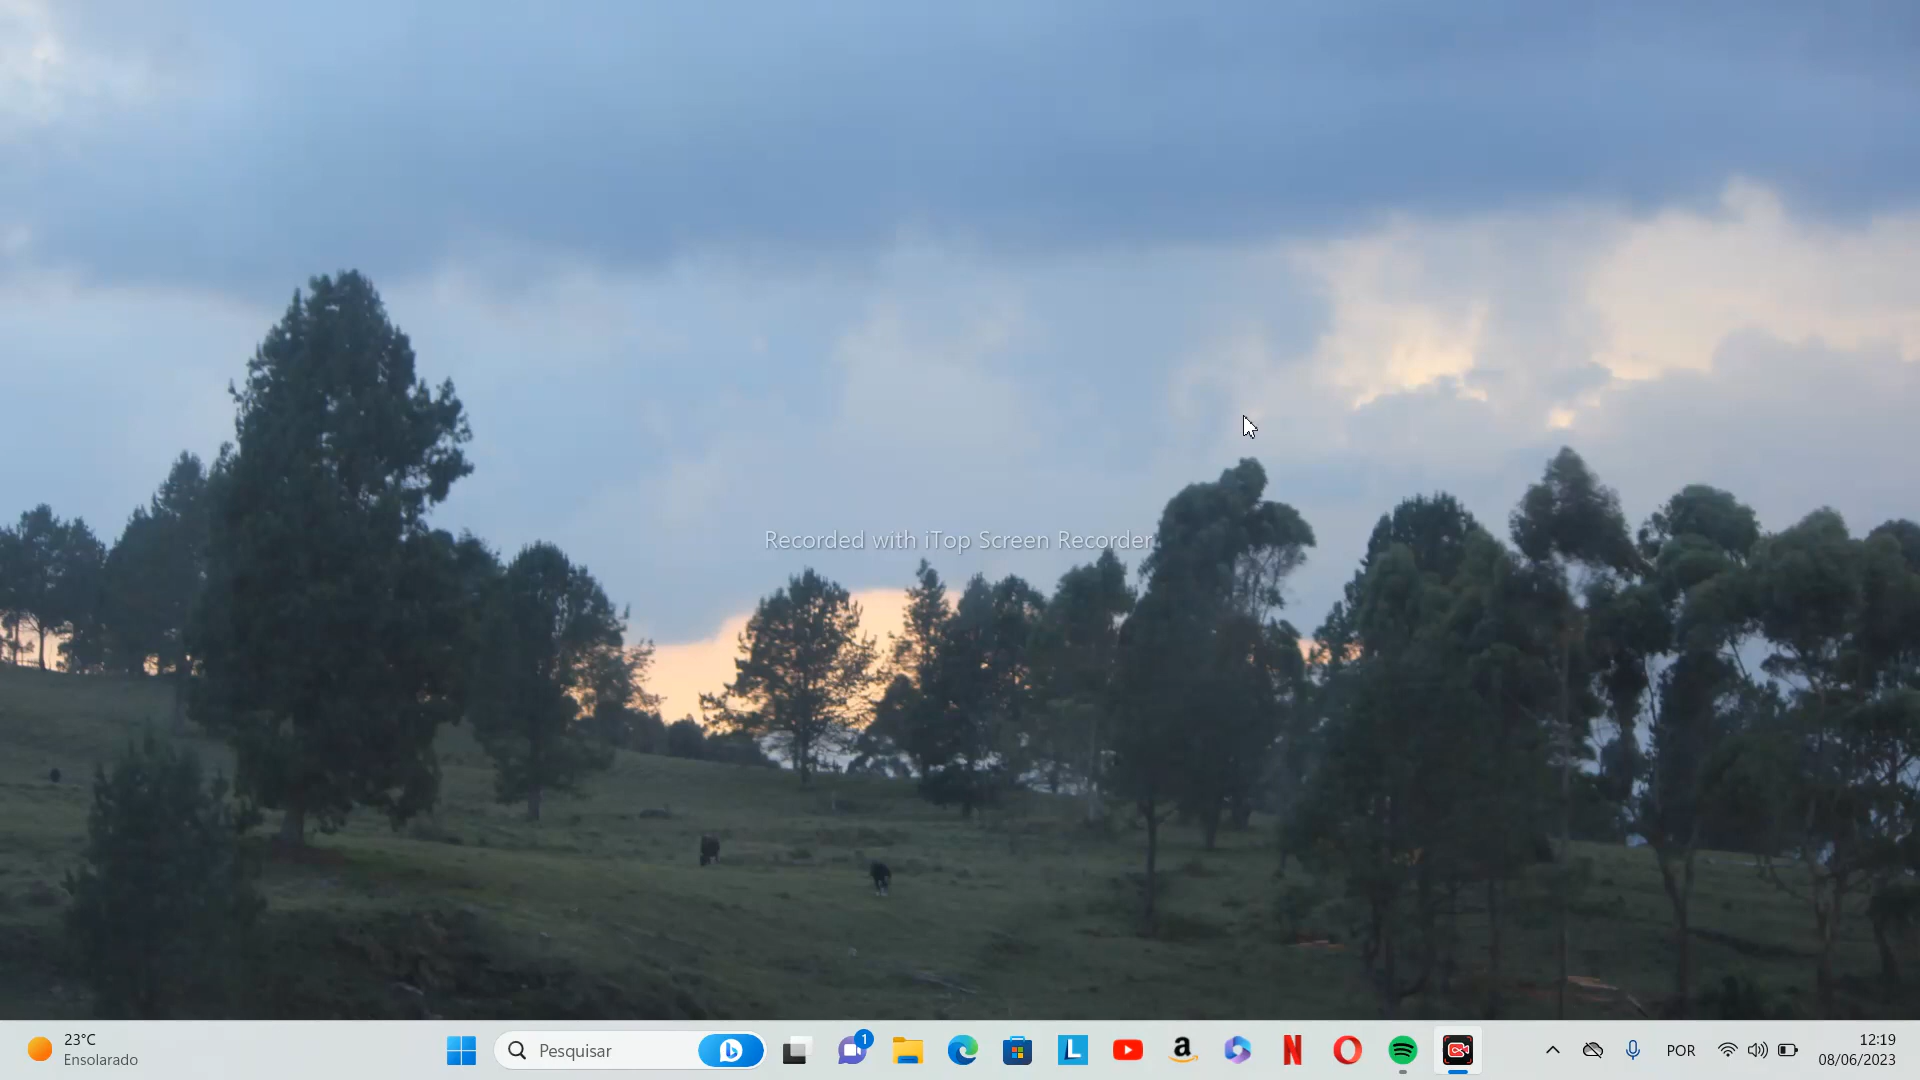 Recorded with iTop Screen Recorder
23°C
Ensolarado
Pesquisar
1
POR
12:19
08/06/2023